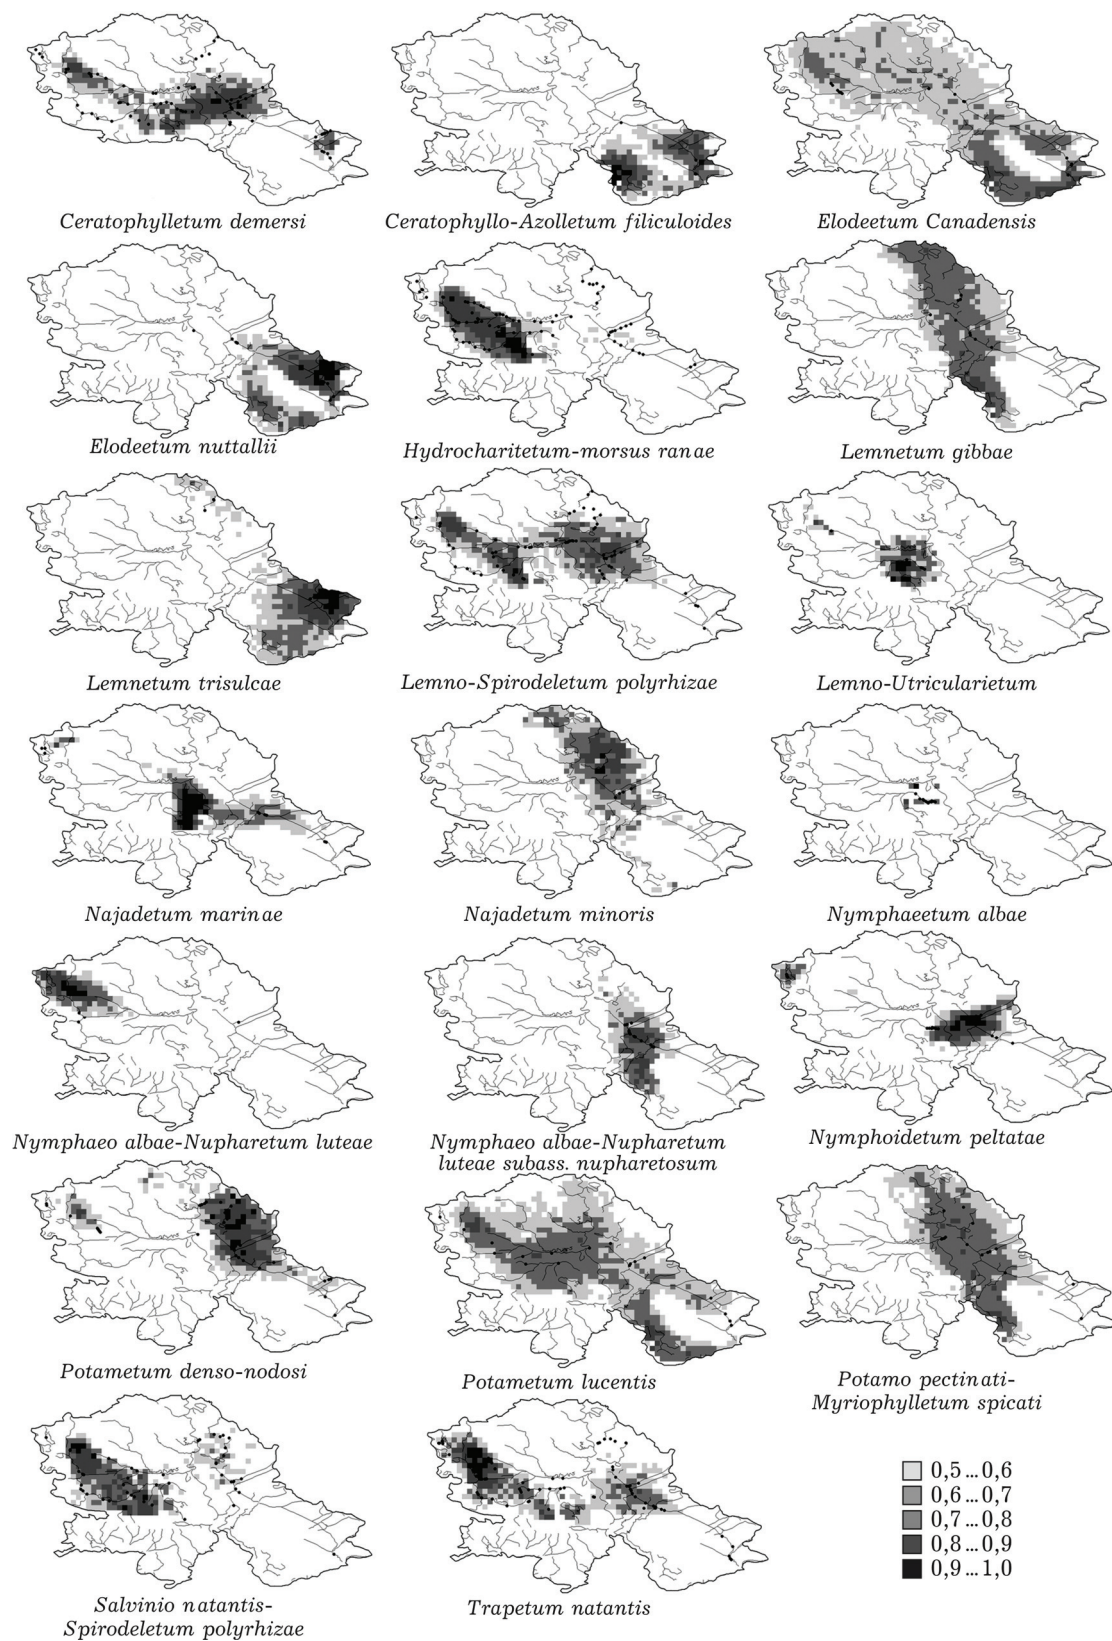 Ceratophylletum demersi
Ceratophyllo-Azolletum filiculoides
Elodeetum Canadensis
Elodeetum nuttallii
Hydrocharitetum-morsus ranae
Lemnetum gibbae
Lemnetum trisulcae
Lemno-Spirodeletum polyrhizae
Lemno-Utricularietum
Najadetum marinae
Najadetum minoris
Nymphaeetum albae
Nymphaeo albae-Nupharetum luteae
Nymphaeo albae-Nupharetum
luteae subass. nupharetosum
Nymphoidetum peltatae
Potametum denso-nodosi
Potametum lucentis
Potamo pectinati-
Myriophylletum spicati
Salvinio natantis-
Spirodeletum polyrhizae
Trapetum natantis
0,5...0,6
0,6...0,7
0,7...0,8
0,8...0,9
0,9...1,0